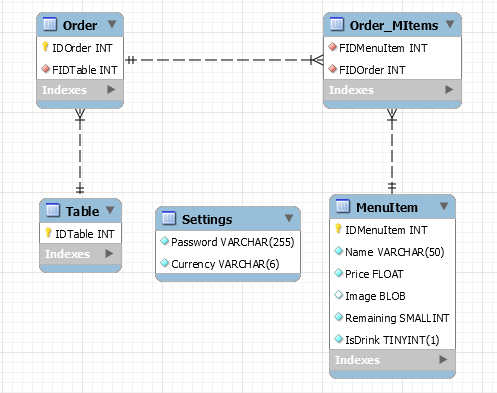 Order
IDOrder INT
FIDTable INT
Indexes
Order_MItems
FIDMenuItem INT
FIDOrder INT
Indexes
Table
IDTable INT
Indexes
Settings
Password VARCHAR(255)
Currency VARCHAR(6)
MenuItem
IDMenuItem INT
Name VARCHAR(50)
Price FLOAT
Image BLOB
Remaining SMALLINT
IsDrink TINYINT(1)
Indexes